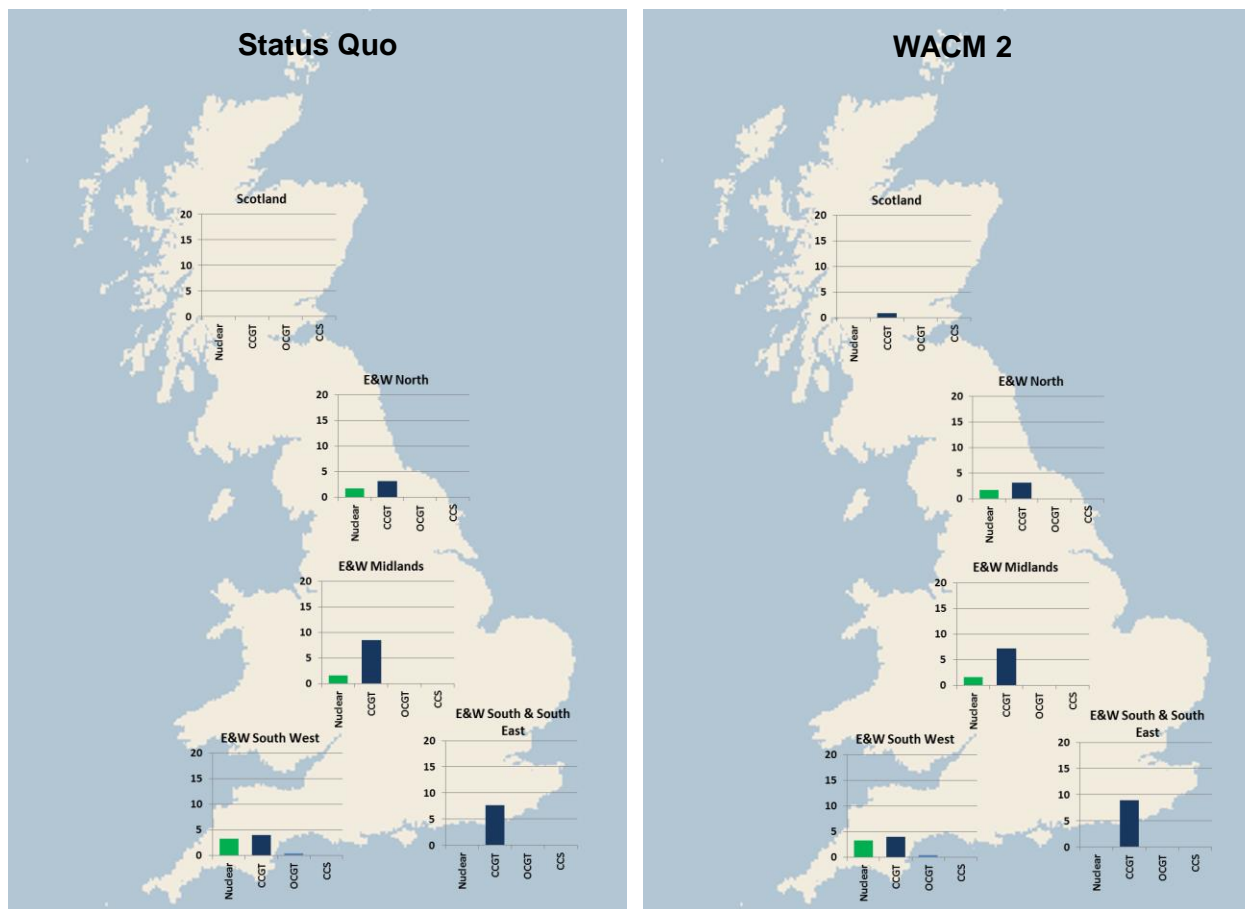 Status Quo
Scotland
20
15
10
5
0
Nuclear
CCGT
OCGT
CCS
E&W North
20
15
10
5
0
Nuclear
CCGT
OCGT
CCS
E&W Midlands
20
15
10
5
0
Nuclear
CCGT
OCGT
CCS
E&W South West
20
15
10
5
0
Nuclear
CCGT
OCGT
CCS
E&W South & South
East
20
15
10
5
0
Nuclear
CCGT
OCGT
CCS
WACM 2
Scotland
20
15
10
5
0
Nuclear
CCGT
OCGT
CCS
E&W North
20
15
10
5
0
Nuclear
CCGT
OCGT
CCS
E&W Midlands
20
15
10
5
0
Nuclear
CCGT
OCGT
CCS
E&W South West
20
15
10
5
0
Nuclear
CCGT
OCGT
CCS
E&W South & South
East
20
15
10
5
0
Nuclear
CCGT
OCGT
CCS